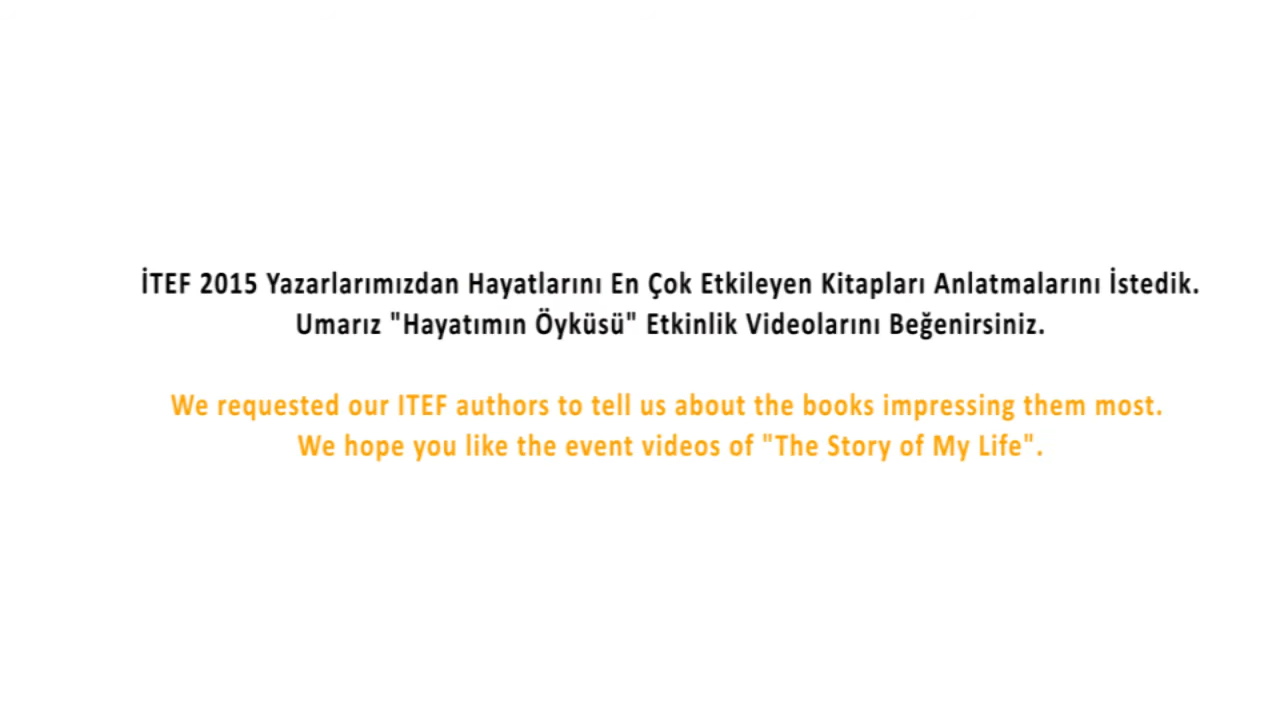 İTEF 2015 Yazarlarımızdan Hayatlarını En Çok Etkileyen Kitapları Anlatmalarını İstedik.
Umarız "Hayatımın Öyküsü" Etkinlik Videolarını Beğenirsiniz.
We requested our ITEF authors to tell us about the books impressing them most.
We hope you like the event videos of "The Story of My Life".